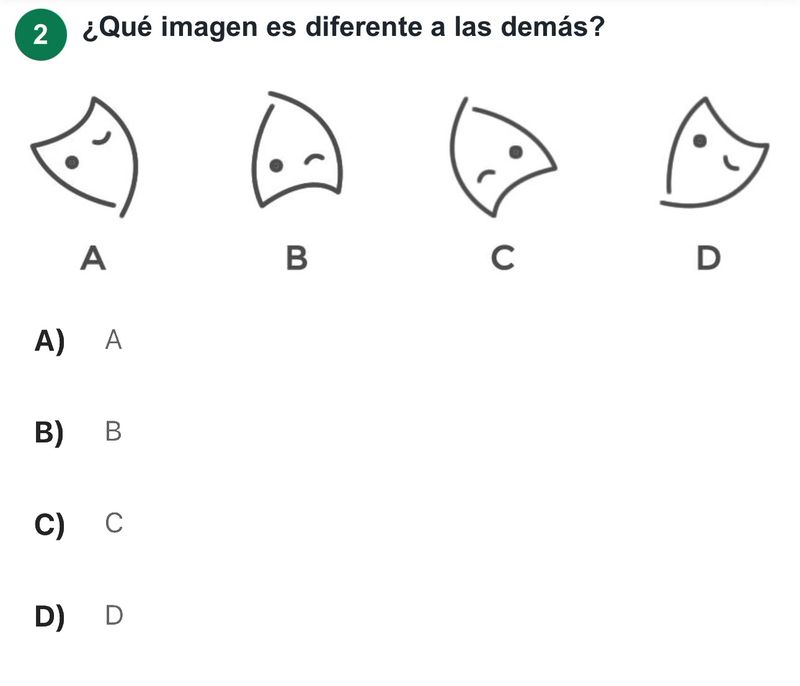 2 ¿Qué imagen es diferente a las demás?
A B C D
A) A
B) B
C) C
D) D